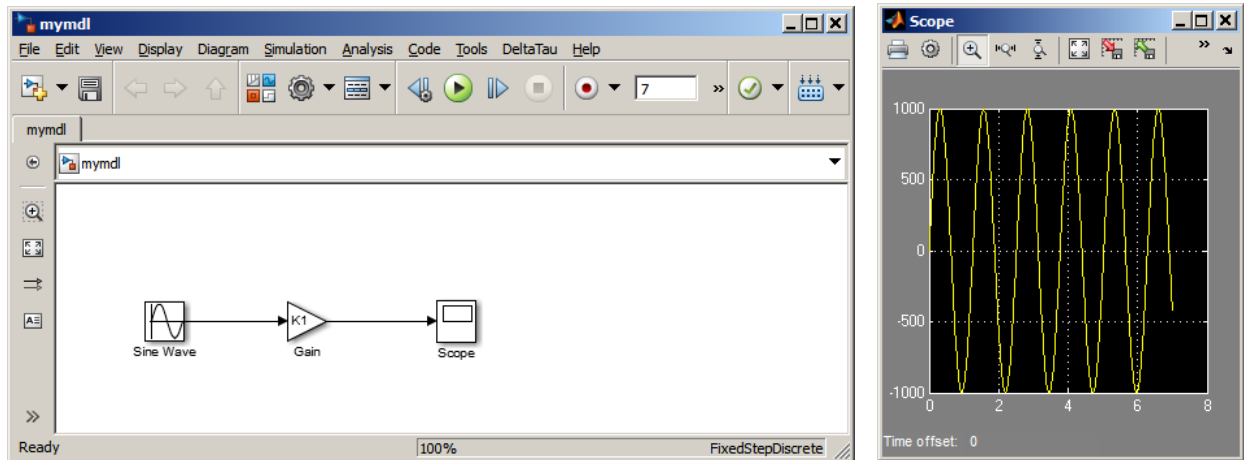 mymdl
File Edit View Display Diagram Simulation Analysis Code Tools DeltaTau Help
7 »
mymdl
mymdl
A
K1
Sine Wave Gain Scope
»
Ready 100% FixedStepDiscrete
Scope
»
1000
500
0
-500
-1000
0 2 4 6 8
Time offset: 0